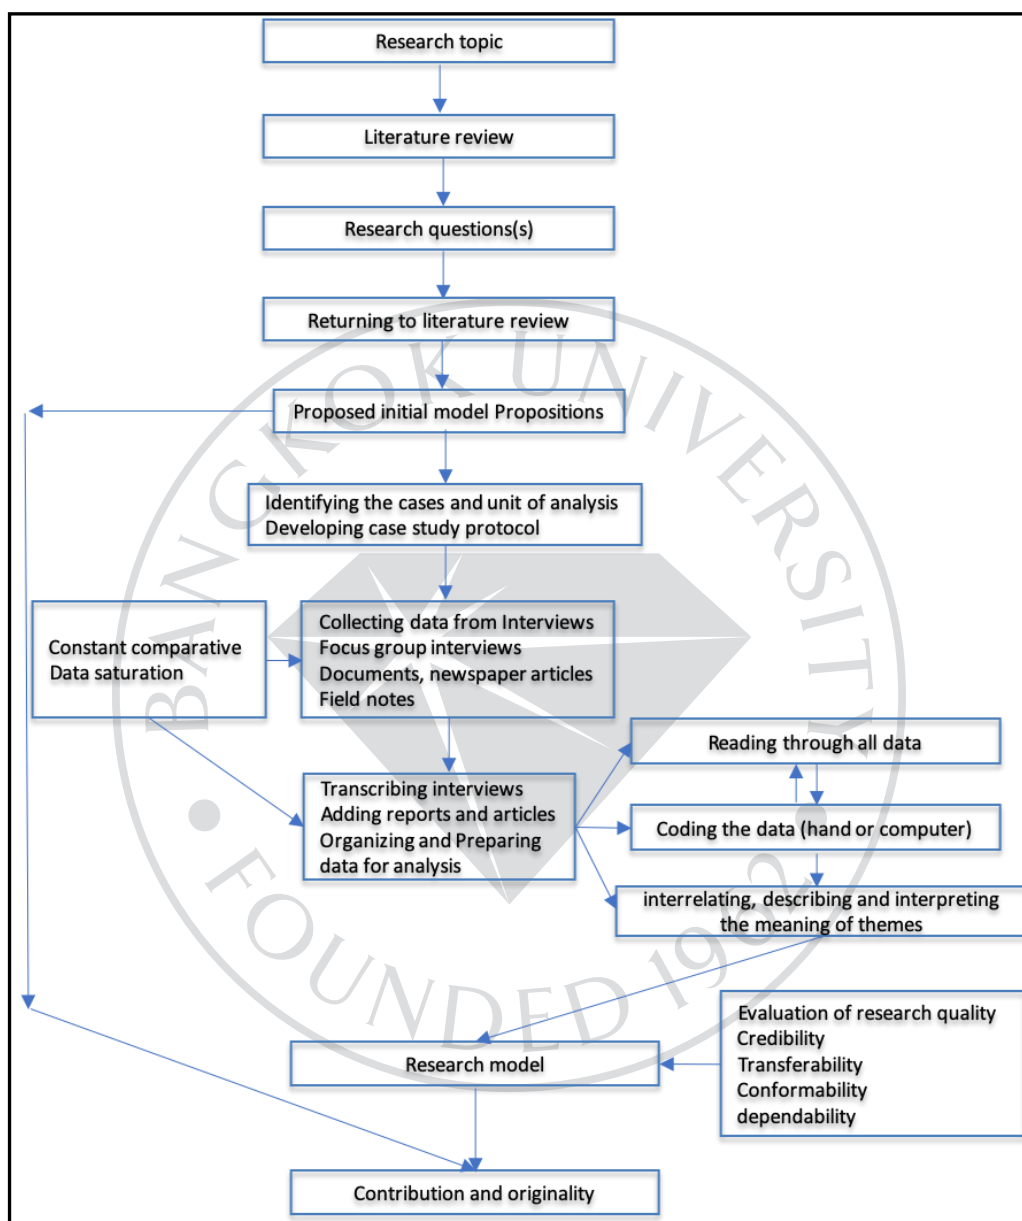 Research topic
Literature review
Research questions(s)
Returning to literature review
Proposed initial model Propositions
Identifying the cases and unit of analysis
Developing case study protocol
Constant comparative
Data saturation
Collecting data from Interviews
Focus group interviews
Documents, newspaper articles
Field notes
Transcribing interviews
Adding reports and articles
Organizing and Preparing
data for analysis
Reading through all data
Coding the data (hand or computer)
interrelating, describing and interpreting
the meaning of themes
Evaluation of research quality
Credibility
Transferability
Conformability
dependability
Research model
Contribution and originality
BANGKOK UNIVERSITY
FOUNDED 1962